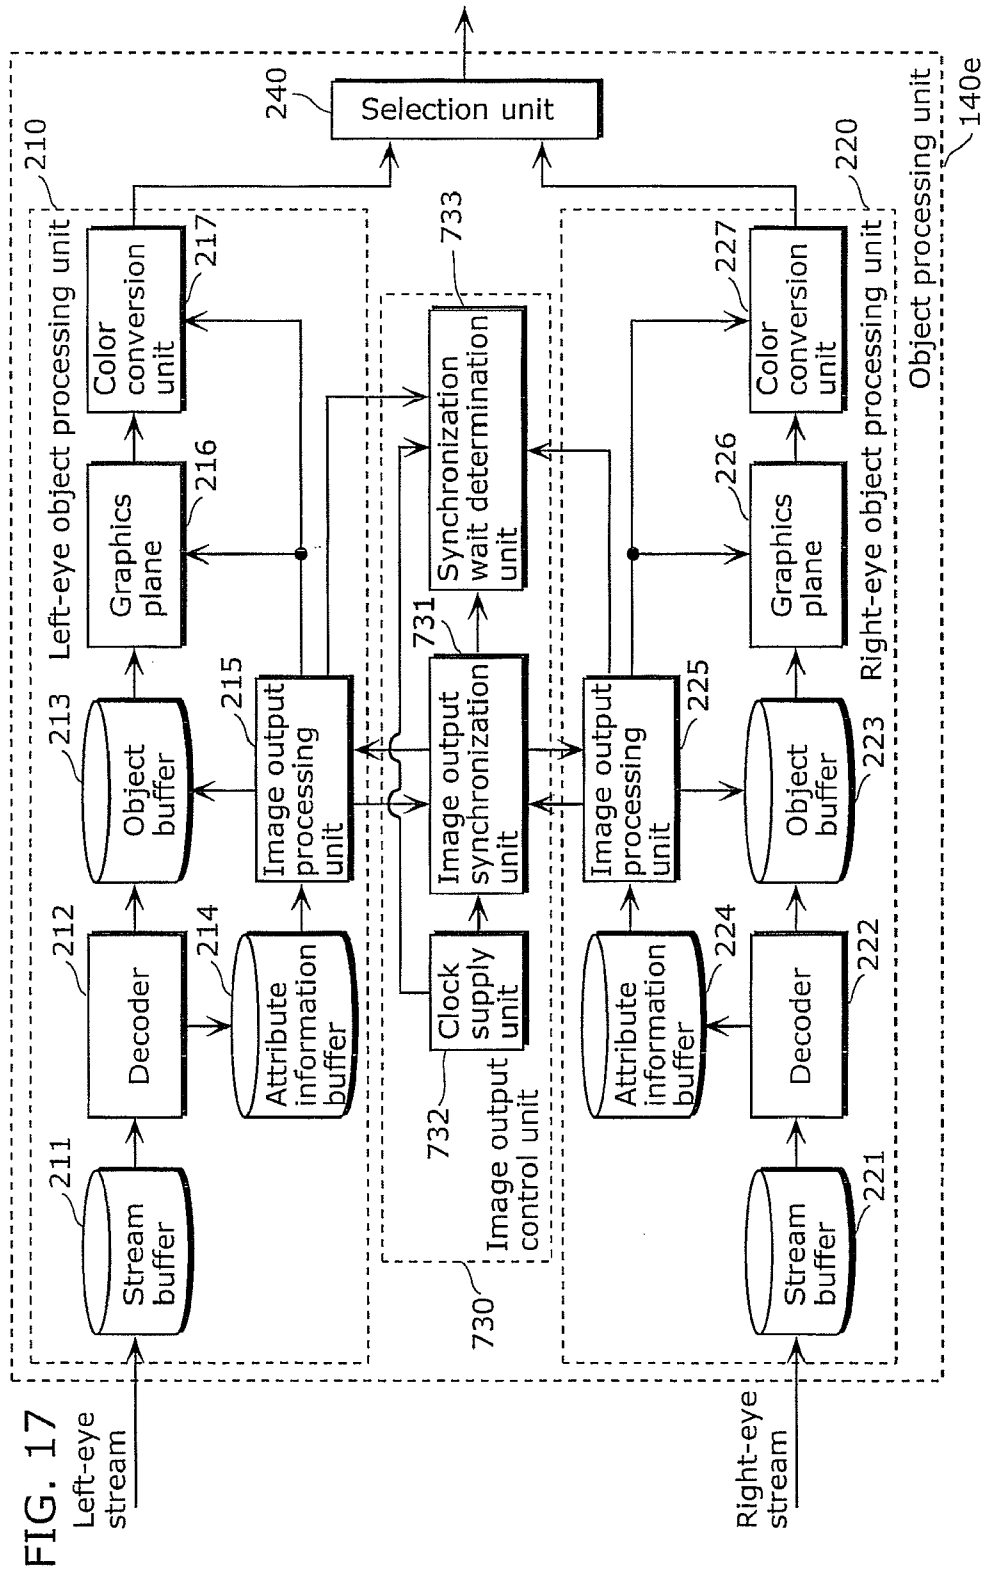 FIG. 17
Left-eye
stream
211
Stream
buffer
212
Decoder
213
Object
buffer
Left-eye object processing unit
210
216
Graphics
plane
217
Color
conversion
unit
214
Attribute
information
buffer
215
Image output
processing
unit
240
Selection unit
730
Image output
control unit
732
Clock
supply
unit
731
Image output
synchronization
unit
733
Synchronization
wait determination
unit
Attribute
information
buffer
224
Image output
processing
unit
225
Right-eye
stream
Stream
buffer
221
Decoder
222
Object
buffer
223
226
Graphics
plane
227
Color
conversion
unit
220
Right-eye object processing unit
Object processing unit
140e